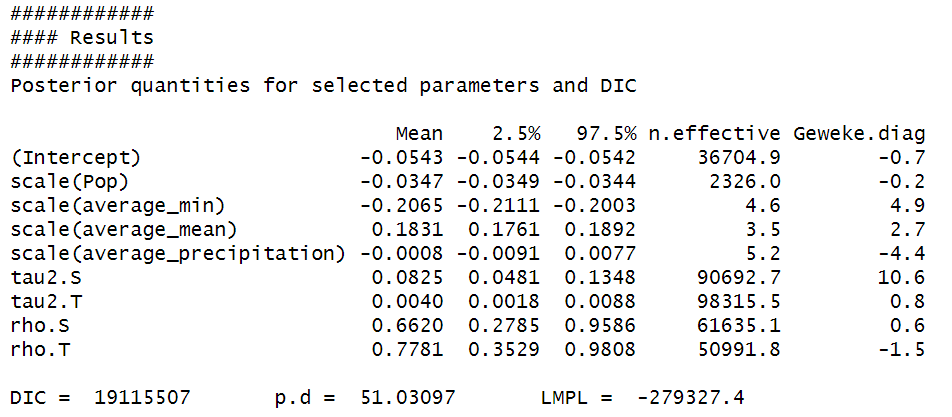 ############
#### Results
############
Posterior quantities for selected parameters and DIC
Mean 2.5% 97.5% n.effective Geweke.diag
(Intercept) -0.0543 -0.0544 -0.0542 36704.9 -0.7
scale(Pop) -0.0347 -0.0349 -0.0344 2326.0 -0.2
scale(average_min) -0.2065 -0.2111 -0.2003 4.6 4.9
scale(average_mean) 0.1831 0.1761 0.1892 3.5 2.7
scale(average_precipitation) -0.0008 -0.0091 0.0077 5.2 -4.4
tau2.S 0.0825 0.0481 0.1348 90692.7 10.6
tau2.T 0.0040 0.0018 0.0088 98315.5 0.8
rho.S 0.6620 0.2785 0.9586 61635.1 0.6
rho.T 0.7781 0.3529 0.9808 50991.8 -1.5
DIC = 19115507 p.d = 51.03097 LMPL = -279327.4